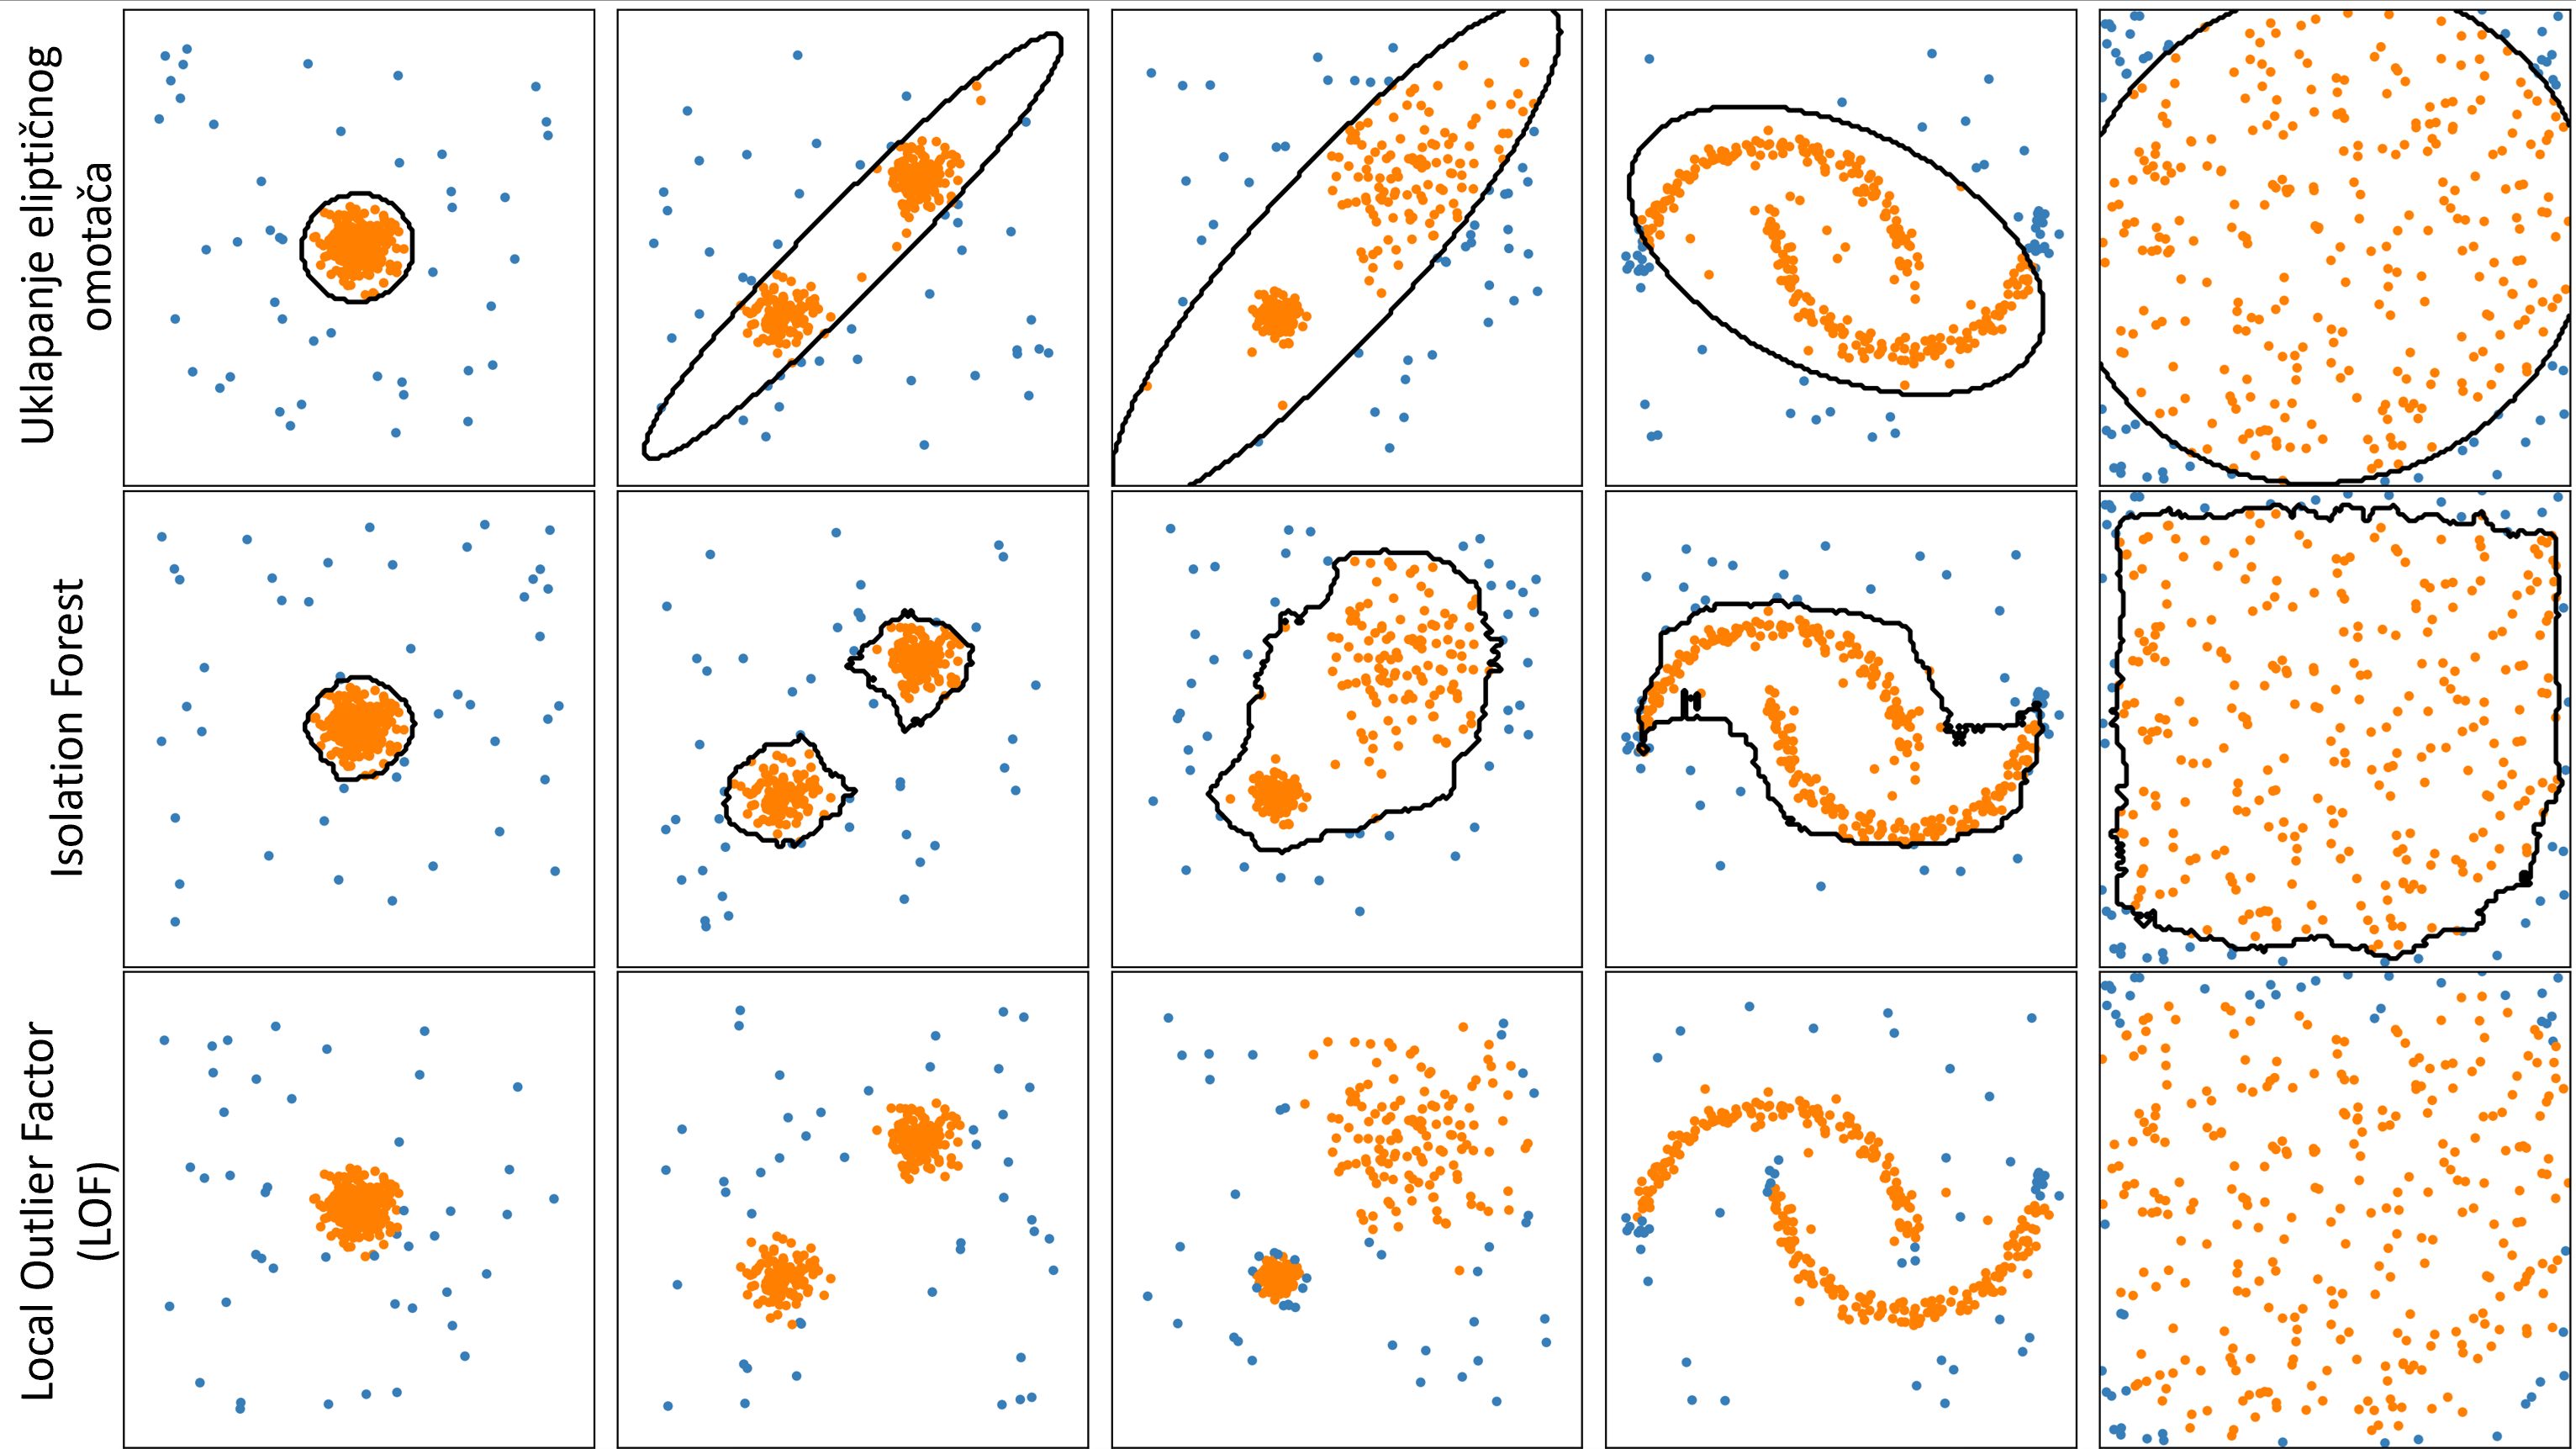 Uklapanje eliptičnog
omotača
Isolation Forest
Local Outlier Factor
(LOF)